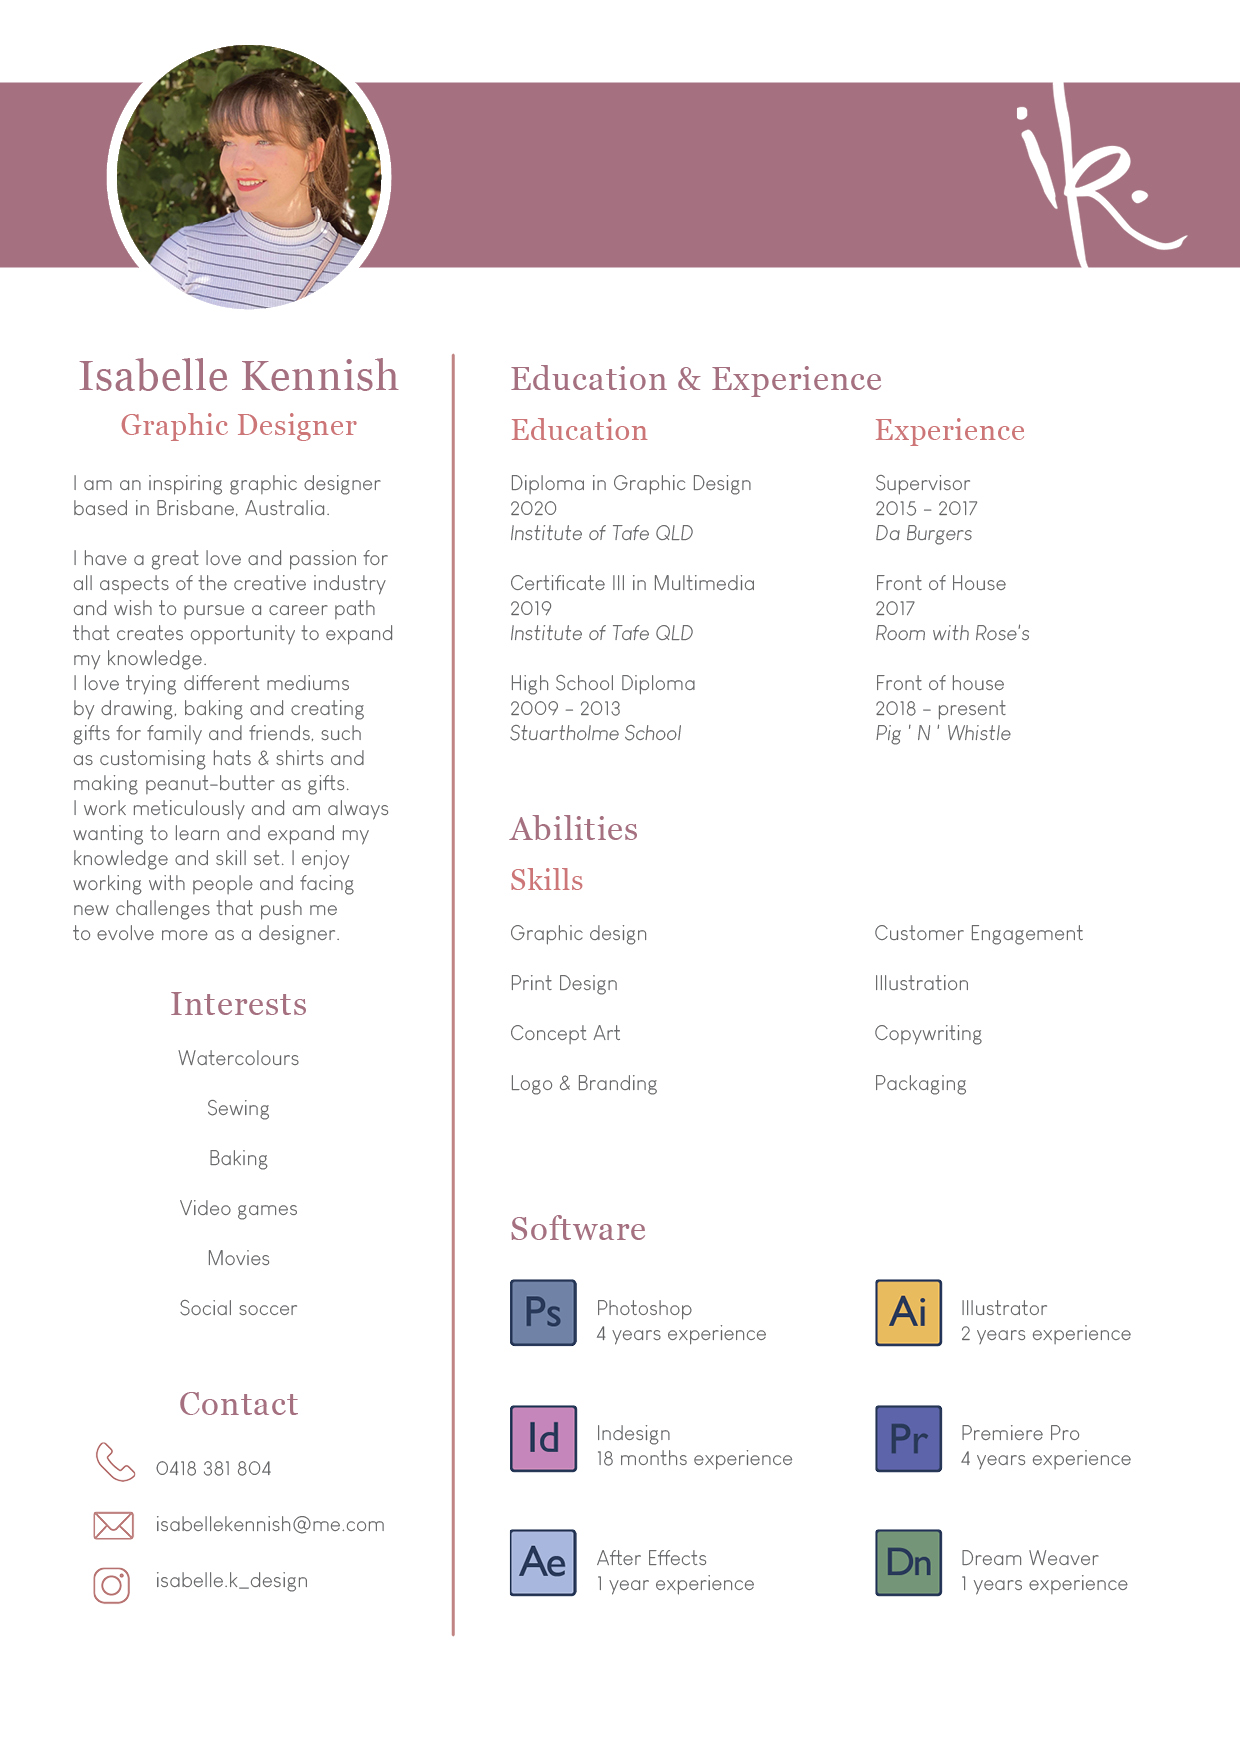 ik.
Isabelle Kennish
Graphic Designer
I am an inspiring graphic designer
based in Brisbane, Australia.
I have a great love and passion for
all aspects of the creative industry
and wish to pursue a career path
that creates opportunity to expand
my knowledge.
I love trying different mediums
by drawing, baking and creating
gifts for family and friends, such
as customising hats & shirts and
making peanut-butter as gifts.
I work meticulously and am always
wanting to learn and expand my
knowledge and skill set. I enjoy
working with people and facing
new challenges that push me
to evolve more as a designer.
Interests
Watercolours
Sewing
Baking
Video games
Movies
Social soccer
Contact
0418 381 804
isabellekennish@me.com
isabelle.k_design
Education & Experience
Education
Diploma in Graphic Design
2020
Institute of Tafe QLD
Certificate III in Multimedia
2019
Institute of Tafe QLD
High School Diploma
2009 - 2013
Stuartholme School
Experience
Supervisor
2015 - 2017
Da Burgers
Front of House
2017
Room with Rose's
Front of house
2018 - present
Pig ' N ' Whistle
Abilities
Skills
Graphic design
Print Design
Concept Art
Logo & Branding
Customer Engagement
Illustration
Copywriting
Packaging
Software
Ps
Photoshop
4 years experience
Ai
Illustrator
2 years experience
Id
Indesign
18 months experience
Pr
Premiere Pro
4 years experience
Ae
After Effects
1 year experience
Dn
Dream Weaver
1 years experience